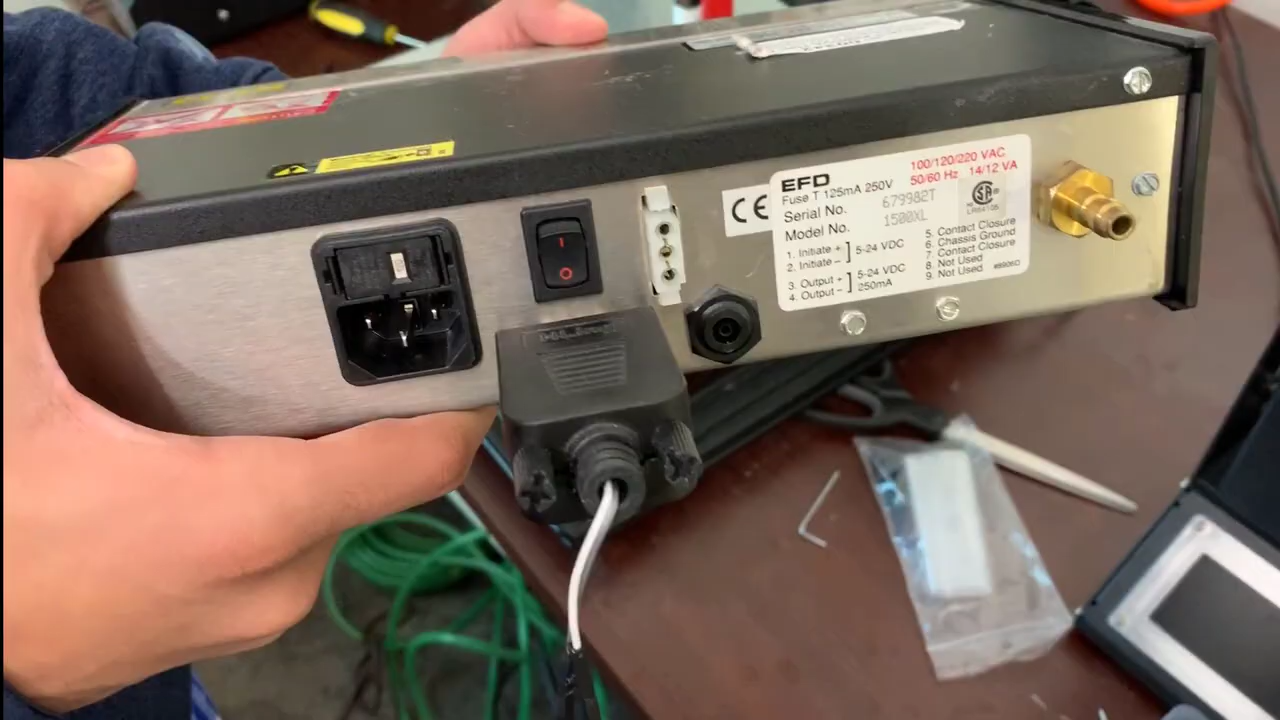 EFD
100/120/220 VAC
Fuse T 125mA 250V
50/60 Hz 14/12 VA
Serial No. 679982T
Model No. 1500XL
1. Initiate +
2. Initiate –
5-24 VDC
3. Output +
4. Output –
5-24 VDC
250mA
5. Contact Closure
6. Chassis Ground
7. Contact Closure
8. Not Used
9. Not Used
CE
I
O